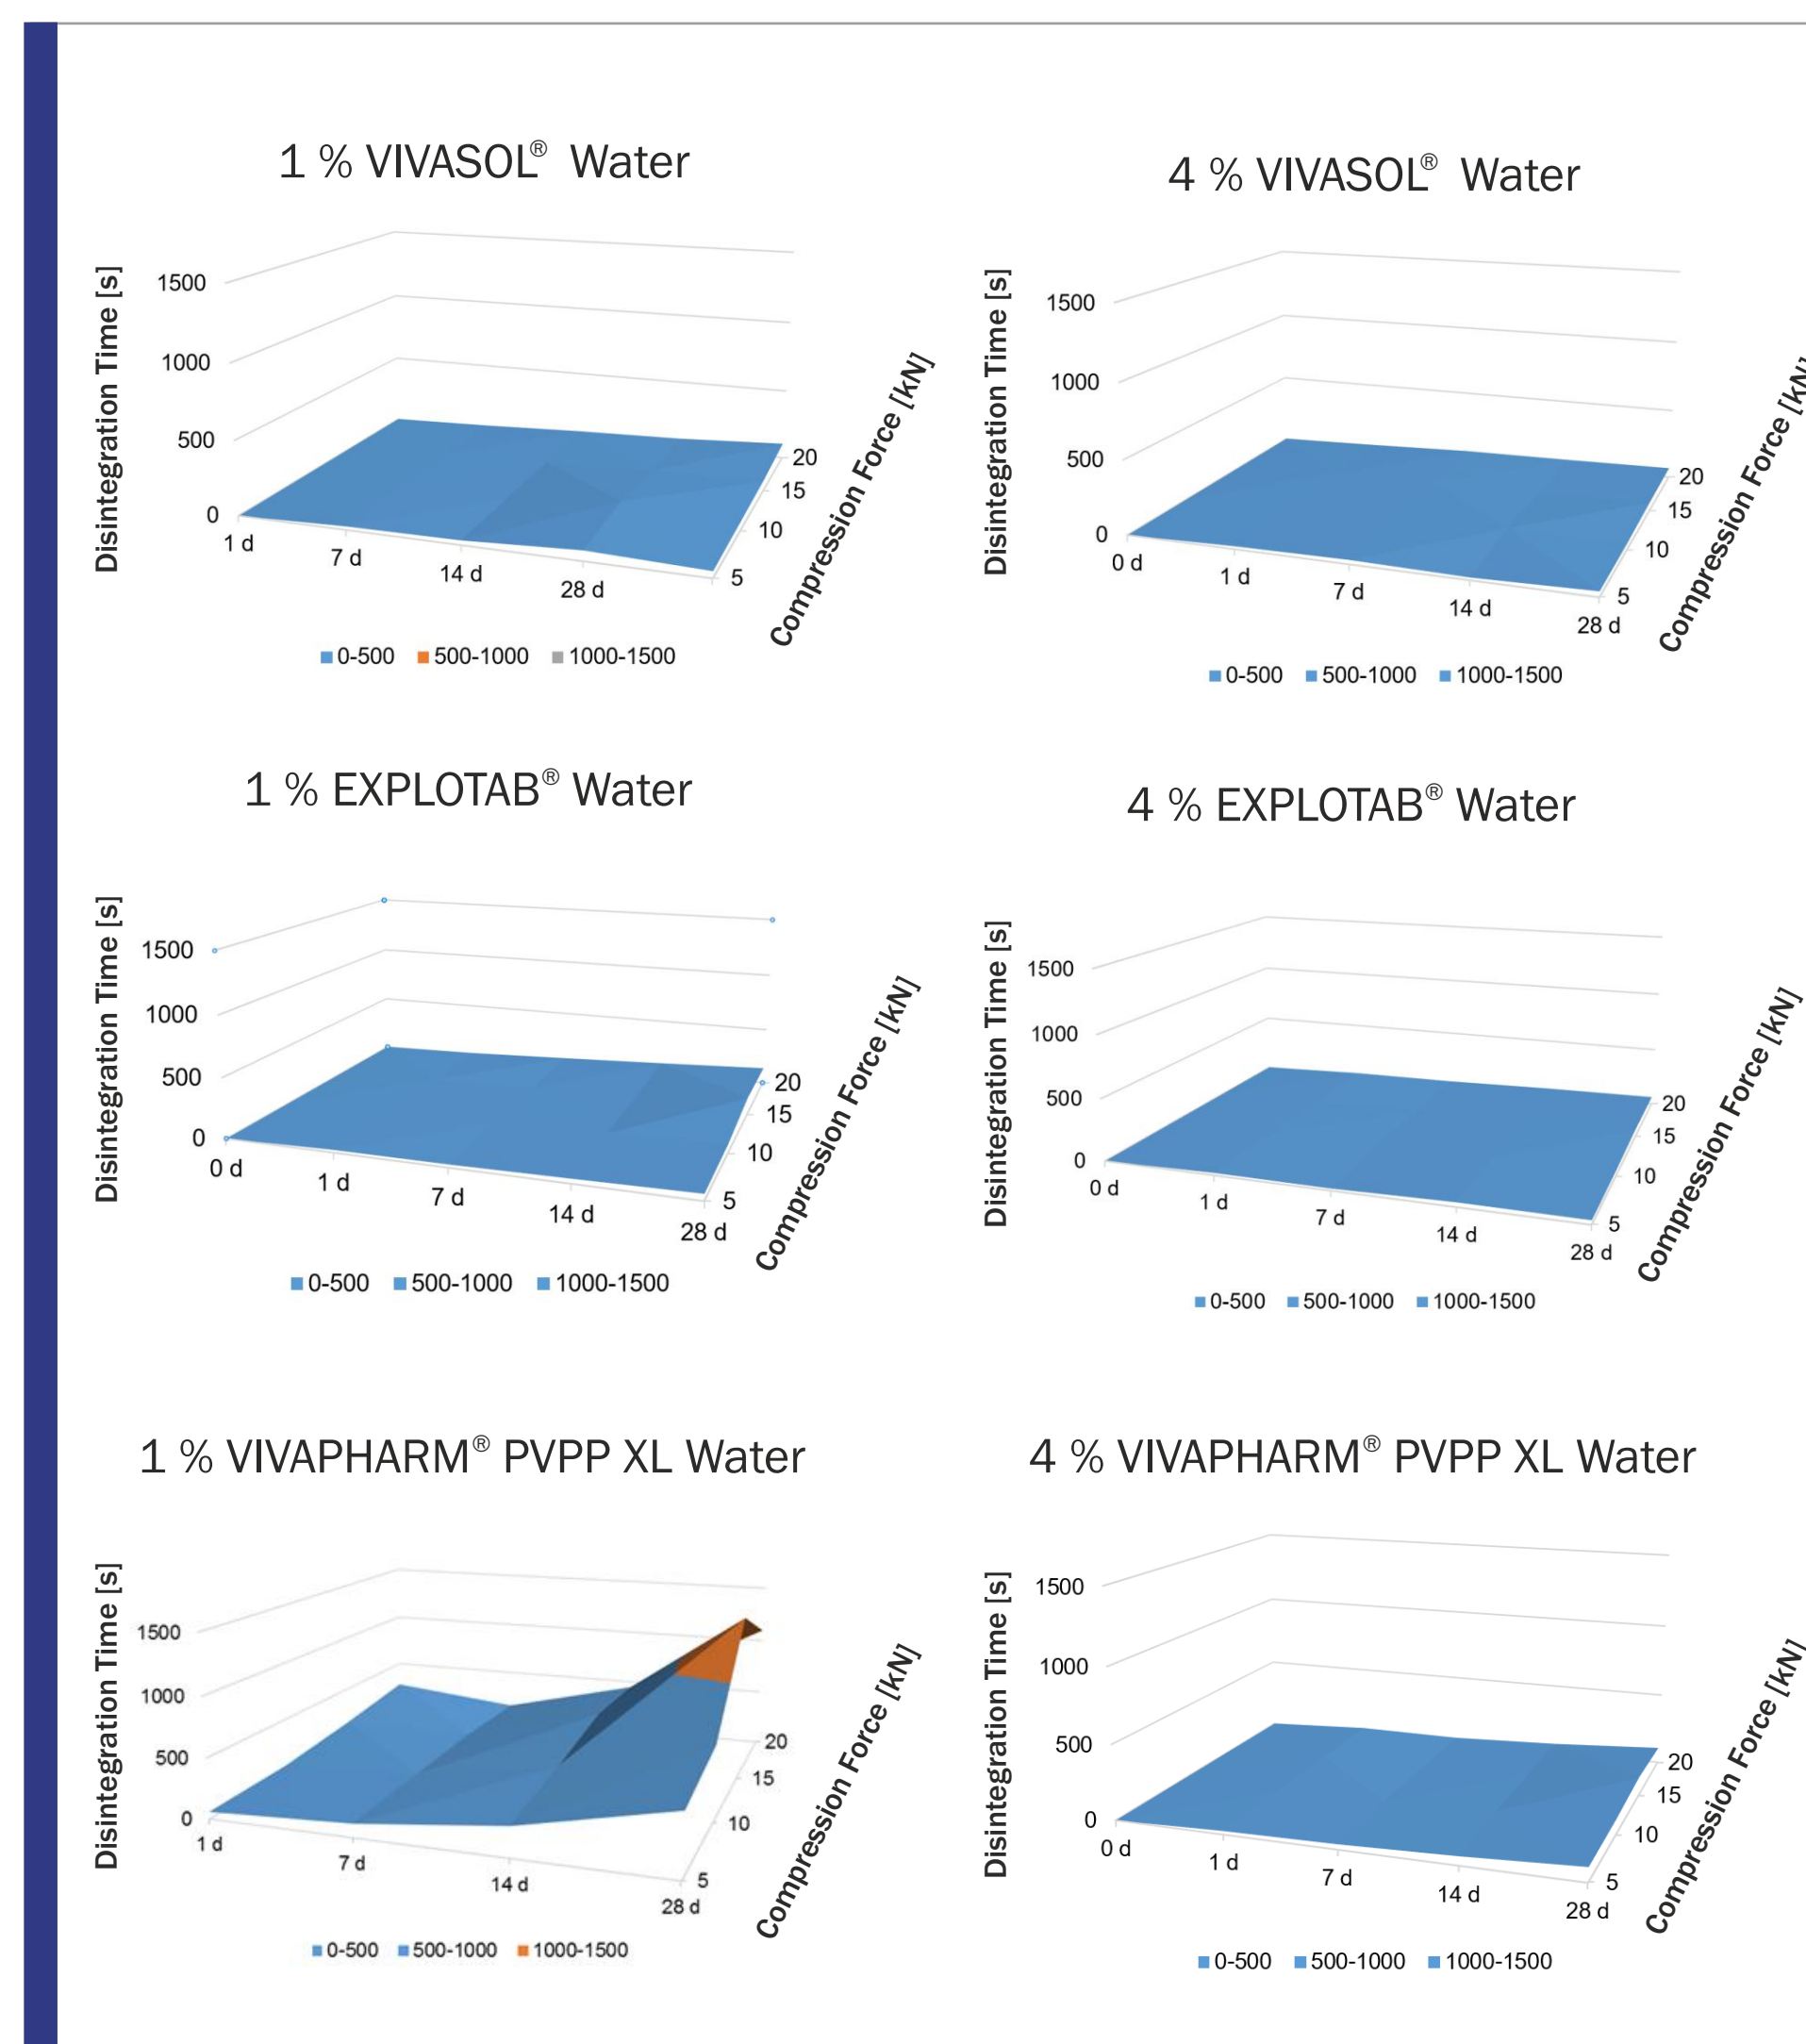 1 % VIVASOL® Water
Disintegration Time [s]
1500
1000
500
0
1 d
7 d
14 d
28 d
20
15
10
5
Compression Force [kN]
0-500 500-1000 1000-1500
4 % VIVASOL® Water
Disintegration Time [s]
1500
1000
500
0
0 d
1 d
7 d
14 d
28 d
20
15
10
5
Compression Force [kN]
0-500 500-1000 1000-1500
1 % EXPLOTAB® Water
Disintegration Time [s]
1500
1000
500
0
0 d
1 d
7 d
14 d
28 d
20
15
10
5
Compression Force [kN]
0-500 500-1000 1000-1500
4 % EXPLOTAB® Water
Disintegration Time [s]
1500
1000
500
0
0 d
1 d
7 d
14 d
28 d
20
15
10
5
Compression Force [kN]
0-500 500-1000 1000-1500
1 % VIVAPHARM® PVPP XL Water
Disintegration Time [s]
1500
1000
500
0
1 d
7 d
14 d
28 d
20
15
10
5
Compression Force [kN]
0-500 500-1000 1000-1500
4 % VIVAPHARM® PVPP XL Water
Disintegration Time [s]
1500
1000
500
0
0 d
1 d
7 d
14 d
28 d
20
15
10
5
Compression Force [kN]
0-500 500-1000 1000-1500